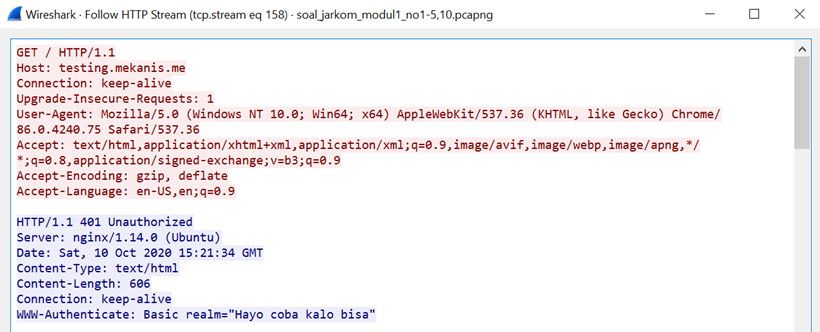 Wireshark · Follow HTTP Stream (tcp.stream eq 158) · soal_jarkom_modul1_no1-5,10.pcapng
GET / HTTP/1.1
Host: testing.mekanis.me
Connection: keep-alive
Upgrade-Insecure-Requests: 1
User-Agent: Mozilla/5.0 (Windows NT 10.0; Win64; x64) AppleWebKit/537.36 (KHTML, like Gecko) Chrome/
86.0.4240.75 Safari/537.36
Accept: text/html,application/xhtml+xml,application/xml;q=0.9,image/avif,image/webp,image/apng,*/
*;q=0.8,application/signed-exchange;v=b3;q=0.9
Accept-Encoding: gzip, deflate
Accept-Language: en-US,en;q=0.9
HTTP/1.1 401 Unauthorized
Server: nginx/1.14.0 (Ubuntu)
Date: Sat, 10 Oct 2020 15:21:34 GMT
Content-Type: text/html
Content-Length: 606
Connection: keep-alive
WWW-Authenticate: Basic realm="Hayo coba kalo bisa"